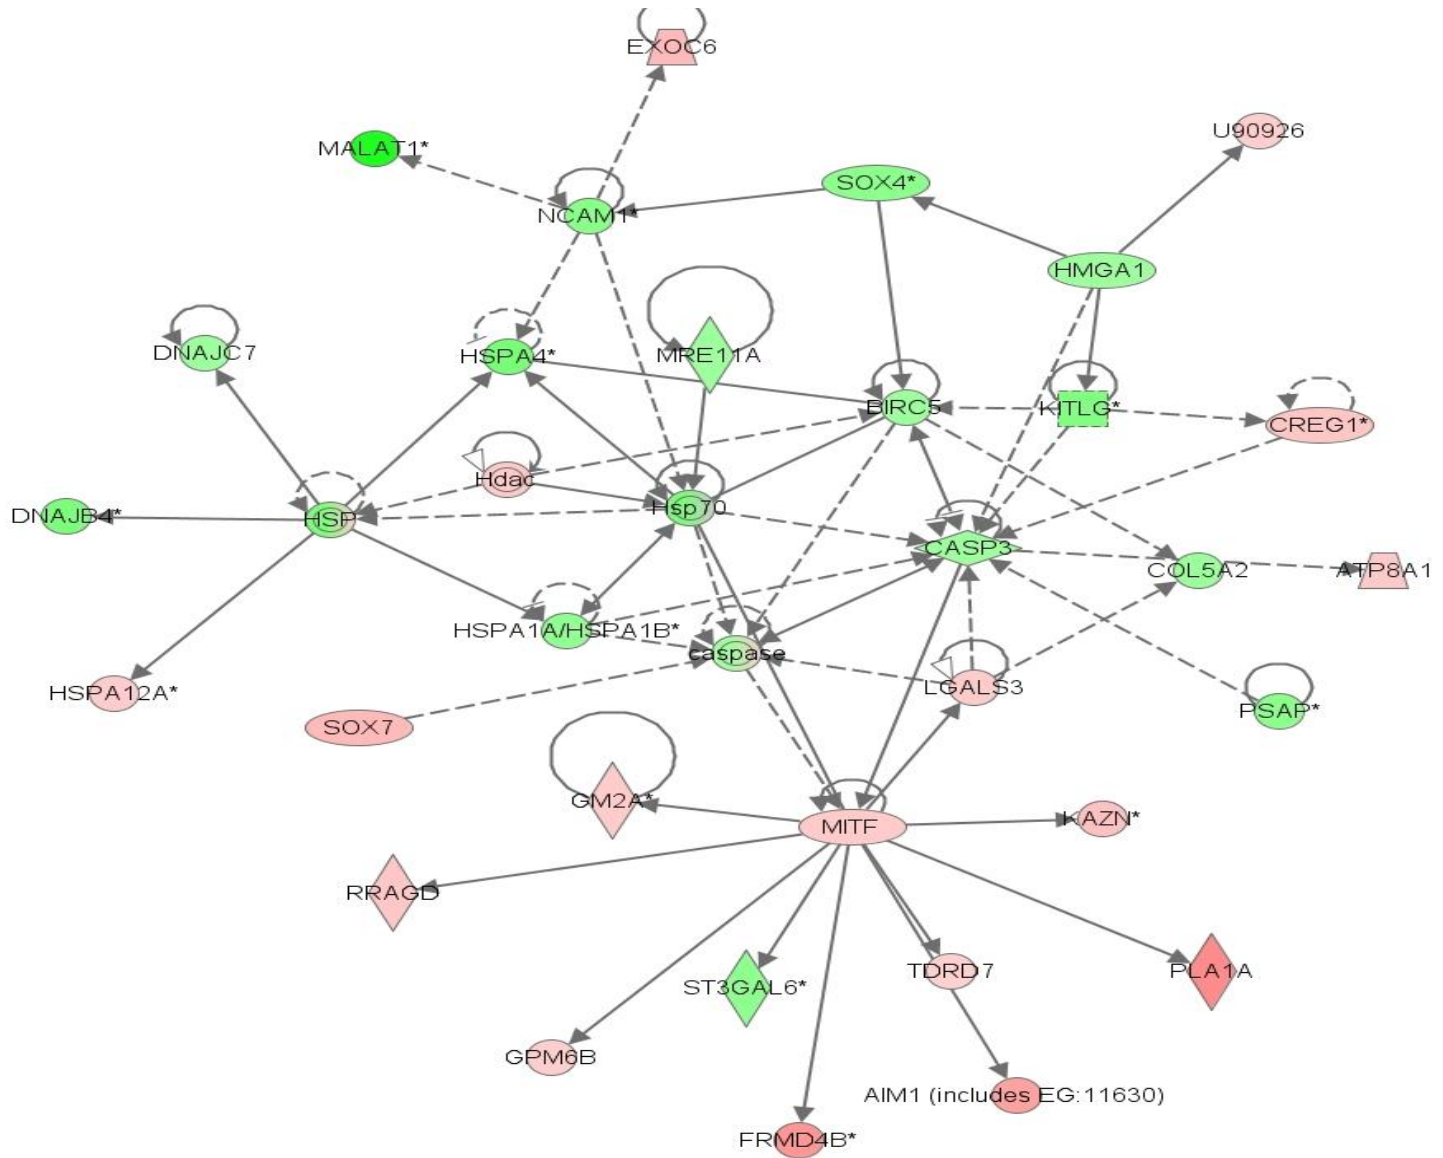 EXOC6
U90926
MALAT1*
SOX4*
NCAM1*
HMGA1
DNAJC7
HSPA4*
MRE11A
BIRC5
KITLG*
CREG1*
Hdac
Hsp70
DNAJB4*
HSP
CASP3
COL5A2
ATP8A1
HSPA1A/HSPA1B*
caspase
HSPA12A*
LGALS3
SOX7
PSAP*
GM2A*
MITF
KAZN*
RRAGD
ST3GAL6*
TDRD7
PLA1A
GPM6B
AIM1 (includes EG:11630)
FRMD4B*